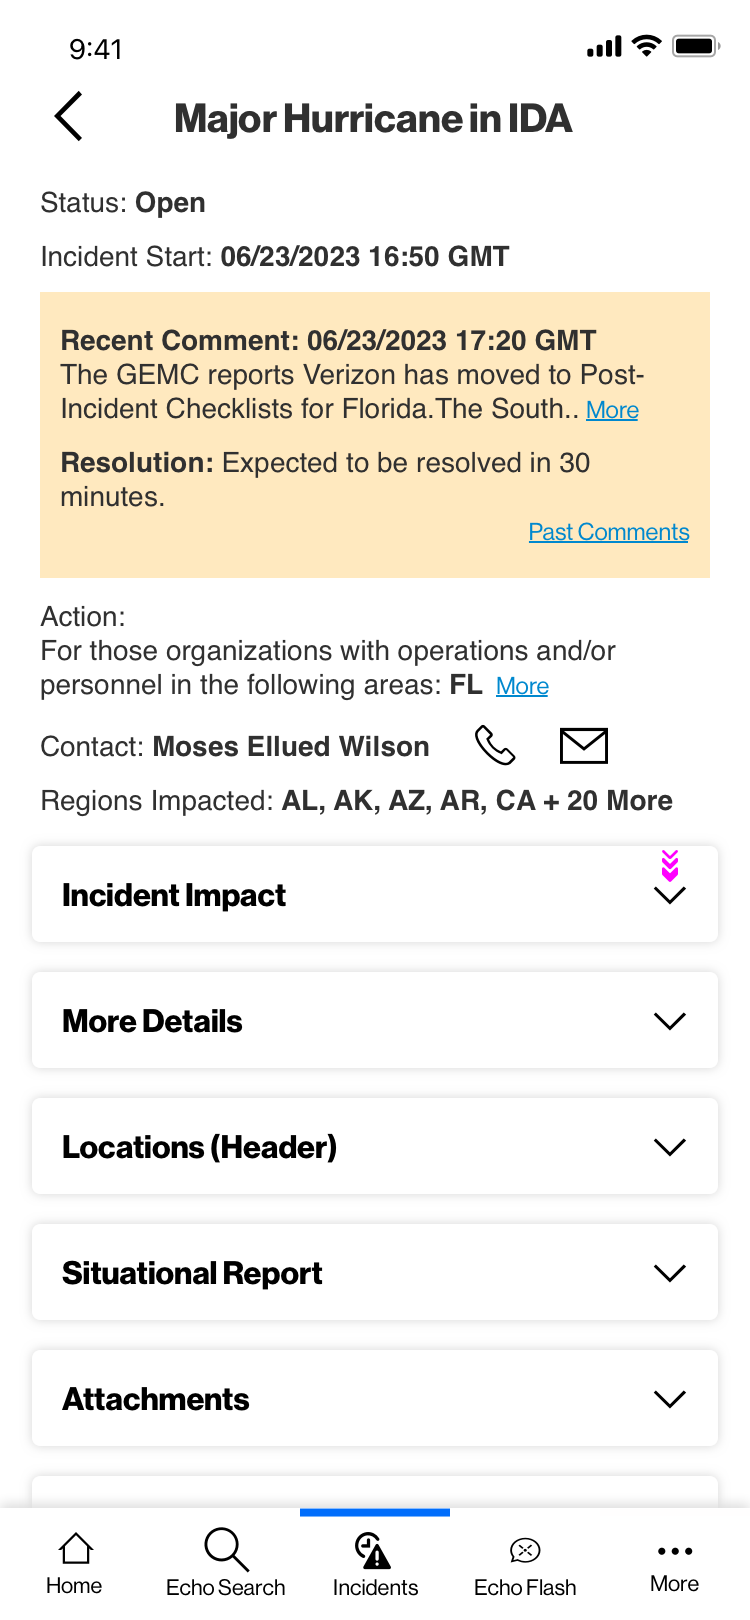 9:41
Major Hurricane in IDA
Status: Open
Incident Start: 06/23/2023 16:50 GMT
Recent Comment: 06/23/2023 17:20 GMT
The GEMC reports Verizon has moved to Post-
Incident Checklists for Florida.The South.. More
Resolution: Expected to be resolved in 30
minutes.
Past Comments
Action:
For those organizations with operations and/or
personnel in the following areas: FL More
Contact: Moses Ellued Wilson
Regions Impacted: AL, AK, AZ, AR, CA + 20 More
Incident Impact
More Details
Locations (Header)
Situational Report
Attachments
Home
Echo Search
Incidents
Echo Flash
More